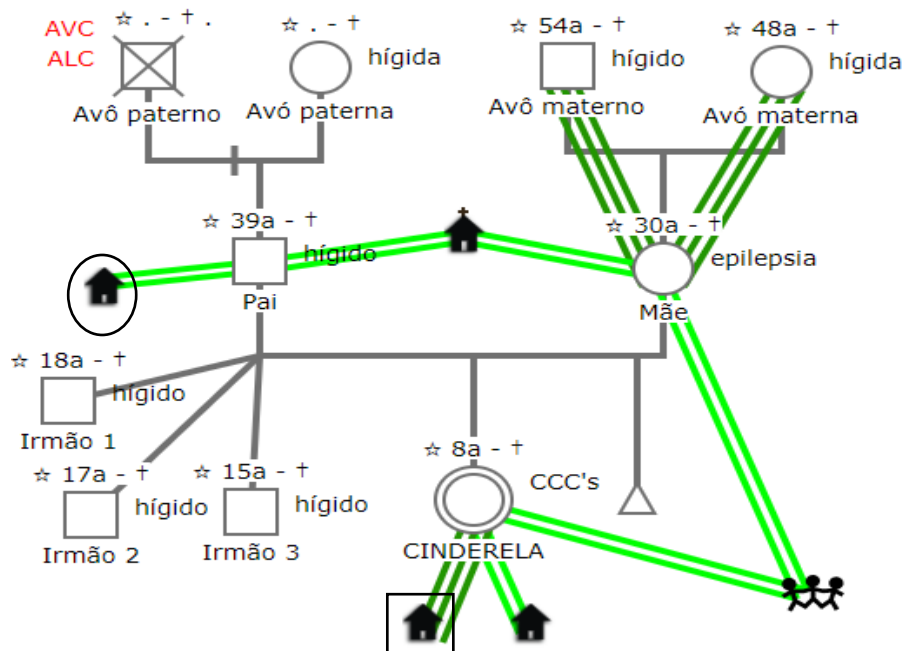 AVC
ALC
☆ . - † .
Avô paterno
☆ . - †
hígida
Avó paterna
☆ 54a - †
hígido
Avô materno
☆ 48a - †
hígida
Avó materna
☆ 39a - †
hígido
Pai
☆ 30a - †
epilepsia
Mãe
☆ 18a - †
hígido
Irmão 1
☆ 17a - †
hígido
Irmão 2
☆ 15a - †
hígido
Irmão 3
☆ 8a - †
CCC's
CINDERELA